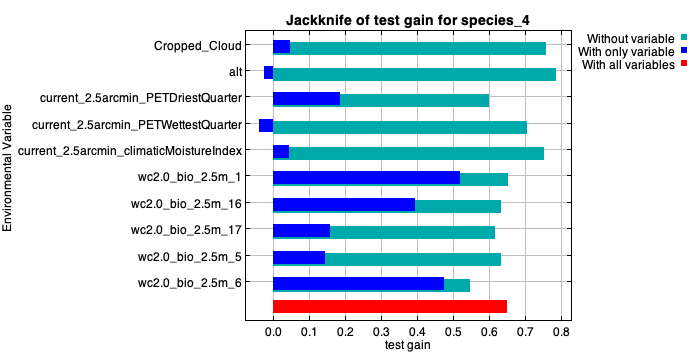 Jackknife of test gain for species_4
Without variable
With only variable
With all variables
Environmental Variable
Cropped_Cloud
alt
current_2.5arcmin_PETDriestQuarter
current_2.5arcmin_PETWettestQuarter
current_2.5arcmin_climaticMoistureIndex
wc2.0_bio_2.5m_1
wc2.0_bio_2.5m_16
wc2.0_bio_2.5m_17
wc2.0_bio_2.5m_5
wc2.0_bio_2.5m_6
0.0 0.1 0.2 0.3 0.4 0.5 0.6 0.7 0.8
test gain